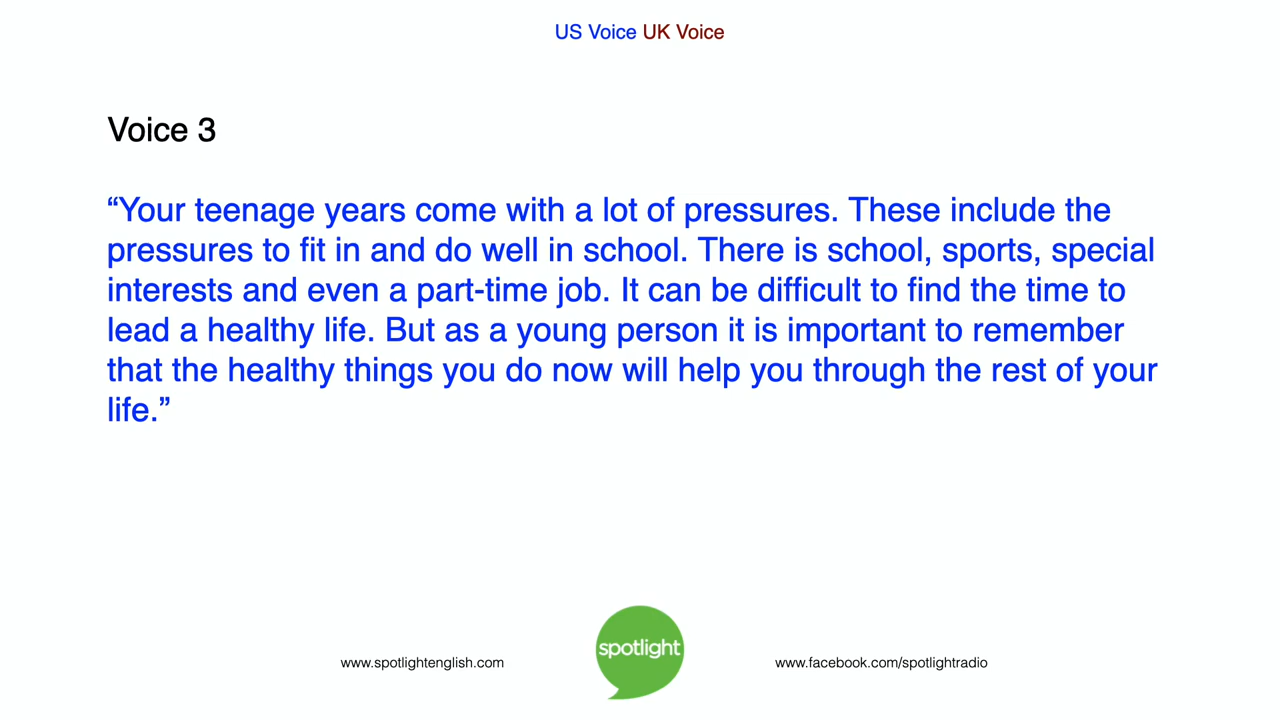 US Voice UK Voice
Voice 3
“Your teenage years come with a lot of pressures. These include the
pressures to fit in and do well in school. There is school, sports, special
interests and even a part-time job. It can be difficult to find the time to
lead a healthy life. But as a young person it is important to remember
that the healthy things you do now will help you through the rest of your
life.”
www.spotlightenglish.com
spotlight
www.facebook.com/spotlightradio